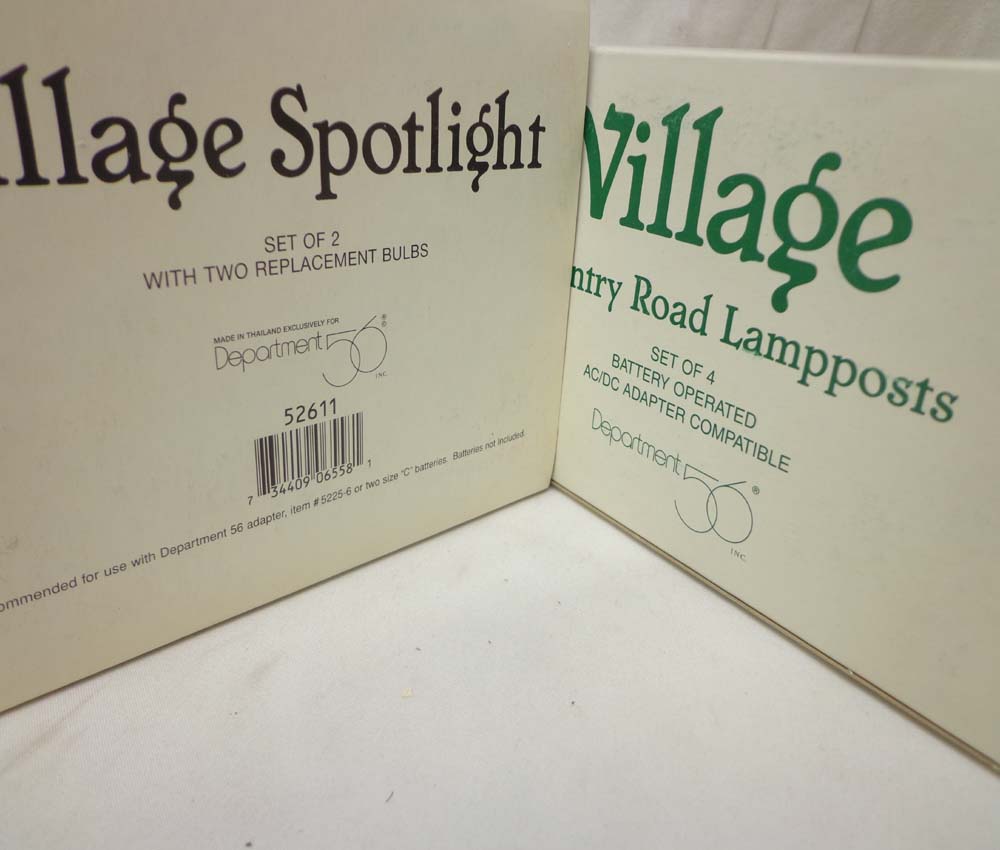 illage Spotlight
SET OF 2
WITH TWO REPLACEMENT BULBS
MADE IN THAILAND EXCLUSIVELY FOR
Department 56 ® ©
INC.
52611
7 34409 06558 1
ommended for use with Department 56 adapter, item #5225-6 or two size "C" batteries. Batteries not included.
Village
ntry Road Lampposts
SET OF 4
BATTERY OPERATED
AC/DC ADAPTER COMPATIBLE
Department 56 ®
INC.